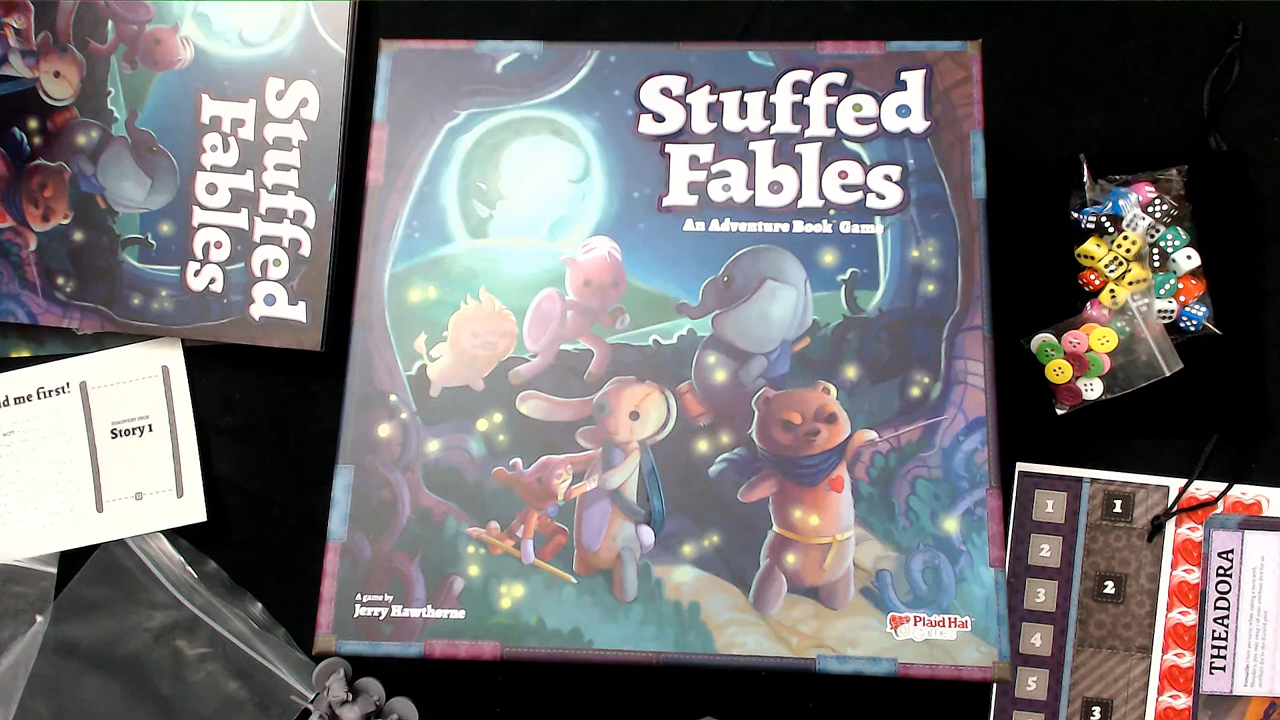 Stuffed
Fables
Stuffed
Fables
An Adventure Book Game
d me first!
Story 1
A game by
Jerry Hawthorne
Plaid Hat
Games
1
2
3
4
5
1
2
3
THEADORA